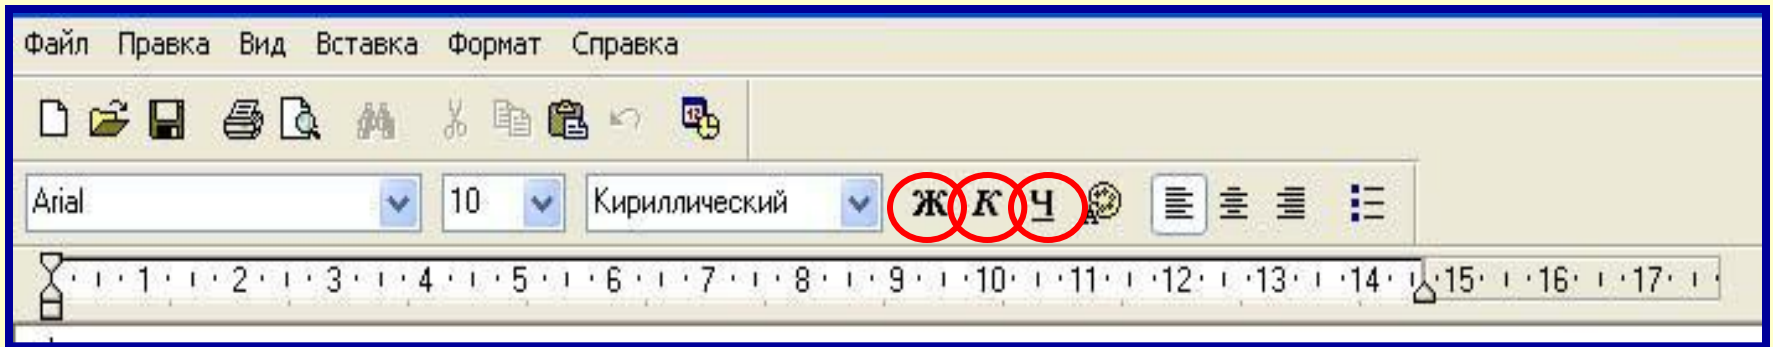 Файл Правка Вид Вставка Формат Справка
12
Arial 10 Кириллический Ж К Ч
1 2 3 4 5 6 7 8 9 10 11 12 13 14 15 16 17